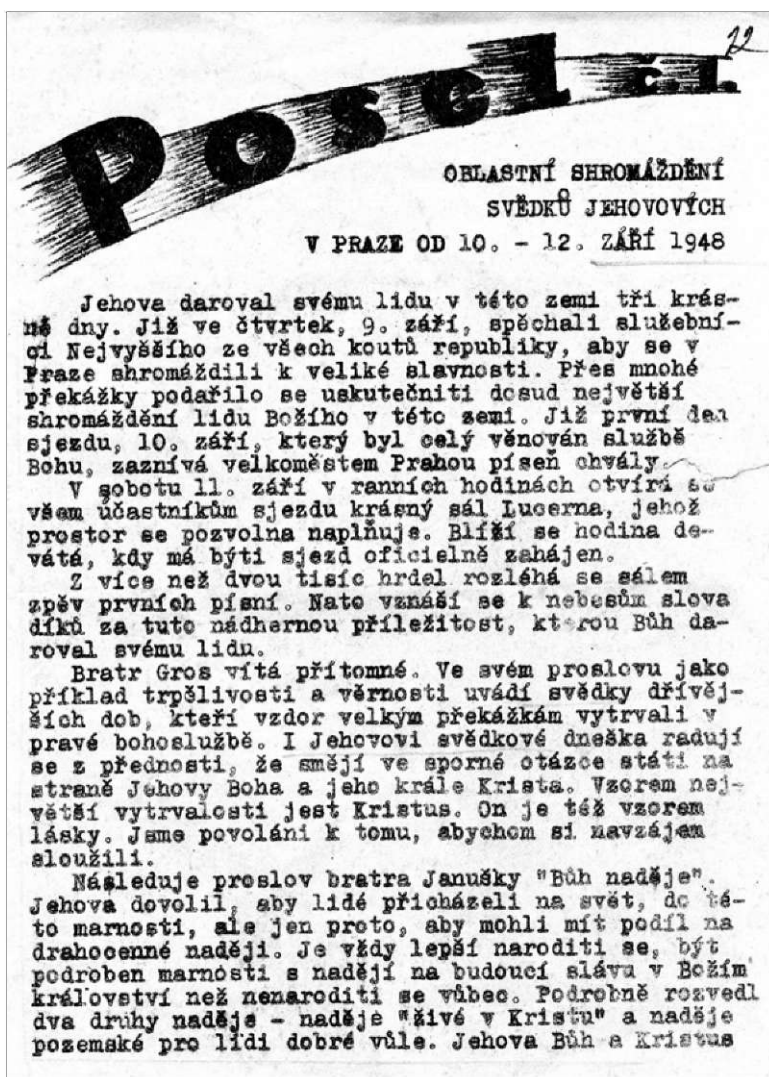 12
Posel č.1.
OBLASTNÍ SHROMÁŽDĚNÍ
SVĚDKŮ JEHOVOVÝCH
V PRAZE OD 10. - 12. ZÁŘÍ 1948
Jehova daroval svému lidu v této zemi tři krás-
né dny. Již ve čtvrtek, 9. září, spěchali služební-
ci Nejvyššího ze všech koutů republiky, aby se v
Praze shromáždili k veliké slavnosti. Přes mnohé
překážky podařilo se uskutečniti dosud největší
shromáždění lidu Božího v této zemi. Již první den
sjezdu, 10. září, který byl celý věnován službě
Bohu, zaznívá velkoměstem Prahou píseň chvály.
V sobotu 11. září v ranních hodinách otvírá se
všem účastníkům sjezdu krásný sál Lucerna, jehož
prostor se pozvolna naplňuje. Blíží se hodina de-
vátá, kdy má býti sjezd oficielně zahájen.
Z více než dvou tisíc hrdel rozléhá se sálem
zpěv prvních písní. Nato vznáší se k nebesům slova
díků za tuto nádhernou příležitost, kterou Bůh da-
roval svému lidu.
Bratr Gros vítá přítomné. Ve svém proslovu jako
příklad trpělivosti a věrnosti uvádí svědky dřívěj-
ších dob, kteří vzdor velkým překážkám vytrvali v
pravé bohoslužbě. I Jehovovi svědkové dneška radují
se z přednosti, že smějí ve sporné otázce státi na
straně Jehovy Boha a jeho krále Krista. Vzorem nej-
větší vytrvalosti jest Kristus. On je též vzorem
lásky. Jsme povoláni k tomu, abychom si navzájem
sloužili.
Následuje proslov bratra Janušky "Bůh naděje".
Jehova dovolil, aby lidé přicházeli na svět, do té-
to marnosti, ale jen proto, aby mohli mít podíl na
drahocenné naději. Je vždy lepší naroditi se, být
podroben marnosti s nadějí na budoucí slávu v Božím
království než nenaroditi se vůbec. Podrobně rozvedl
dva druhy naděje - naděje "živé v Kristu" a naděje
pozemské pro lidi dobré vůle. Jehova Bůh a Kristus